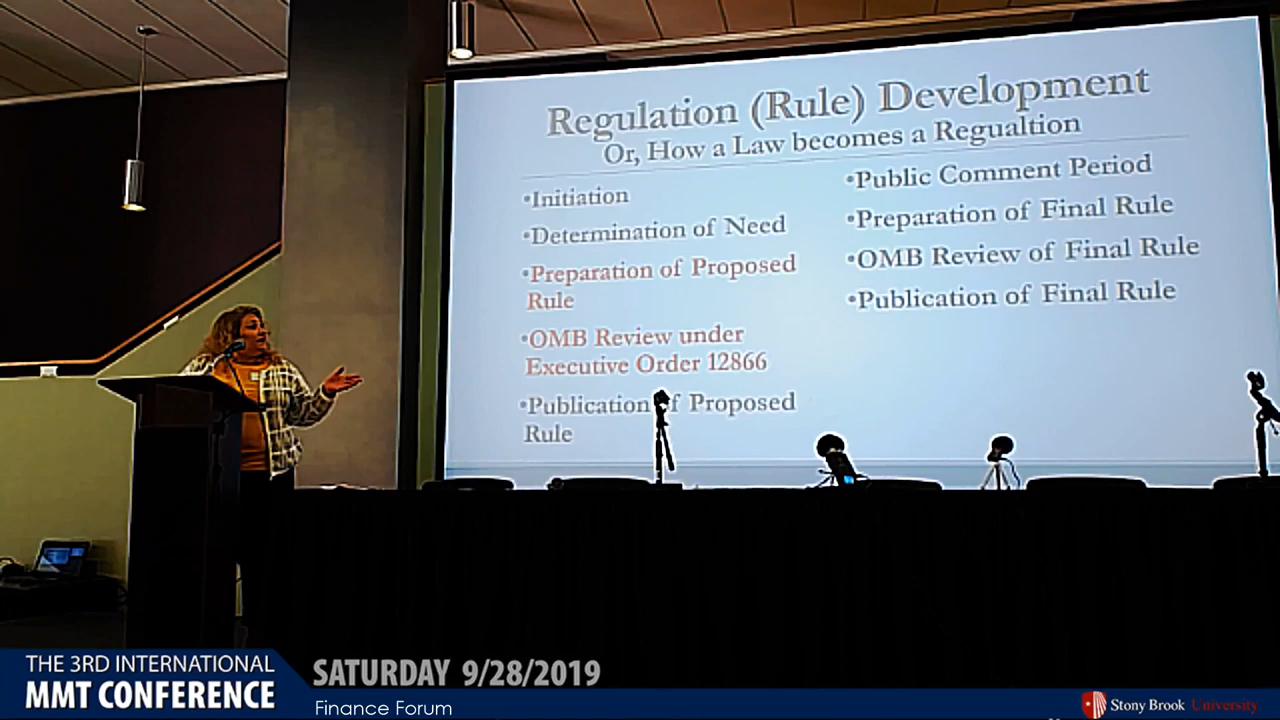 Regulation (Rule) Development
Or, How a Law becomes a Regualtion
•Initiation
•Determination of Need
•Preparation of Proposed
Rule
•OMB Review under
Executive Order 12866
•Publication of Proposed
Rule
•Public Comment Period
•Preparation of Final Rule
•OMB Review of Final Rule
•Publication of Final Rule
THE 3RD INTERNATIONAL
MMT CONFERENCE
SATURDAY 9/28/2019
Finance Forum
Stony Brook University